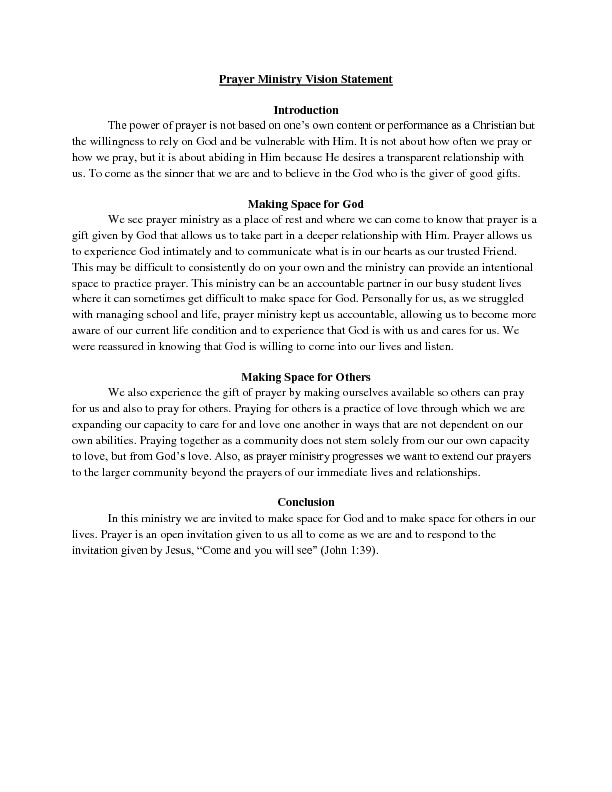 Prayer Ministry Vision Statement
Introduction
The power of prayer is not based on one's own content or performance as a Christian but
the willingness to rely on God and be vulnerable with Him. It is not about how often we pray or
how we pray, but it is about abiding in Him because He desires a transparent relationship with
us. To come as the sinner that we are and to believe in the God who is the giver of good gifts.
Making Space for God
We see prayer ministry as a place of rest and where we can come to know that prayer is a
gift given by God that allows us to take part in a deeper relationship with Him. Prayer allows us
to experience God intimately and to communicate what is in our hearts as our trusted Friend.
This may be difficult to consistently do on your own and the ministry can provide an intentional
space to practice prayer. This ministry can be an accountable partner in our busy student lives
where it can sometimes get difficult to make space for God. Personally for us, as we struggled
with managing school and life, prayer ministry kept us accountable, allowing us to become more
aware of our current life condition and to experience that God is with us and cares for us. We
were reassured in knowing that God is willing to come into our lives and listen.
Making Space for Others
We also experience the gift of prayer by making ourselves available so others can pray
for us and also to pray for others. Praying for others is a practice of love through which we are
expanding our capacity to care for and love one another in ways that are not dependent on our
own abilities. Praying together as a community does not stem solely from our our own capacity
to love, but from God's love. Also, as prayer ministry progresses we want to extend our prayers
to the larger community beyond the prayers of our immediate lives and relationships.
Conclusion
In this ministry we are invited to make space for God and to make space for others in our
lives. Prayer is an open invitation given to us all to come as we are and to respond to the
invitation given by Jesus, “Come and you will see” (John 1:39).